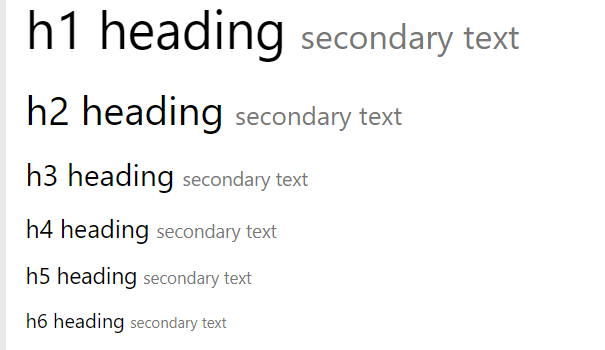 h1 heading secondary text
h2 heading secondary text
h3 heading secondary text
h4 heading secondary text
h5 heading secondary text
h6 heading secondary text